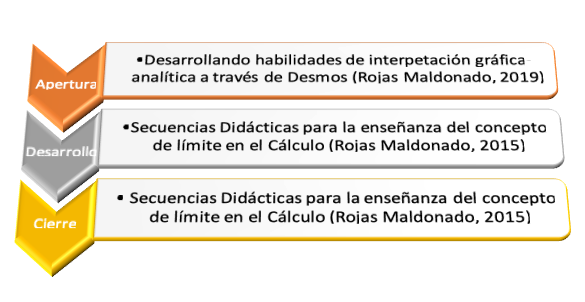 Apertura
•Desarrollando habilidades de interpetación gráfica-
analítica a través de Desmos (Rojas Maldonado, 2019)
Desarrollo
•Secuencias Didácticas para la enseñanza del concepto
de límite en el Cálculo (Rojas Maldonado, 2015)
Cierre
• Secuencias Didácticas para la enseñanza del concepto
de límite en el Cálculo (Rojas Maldonado, 2015)